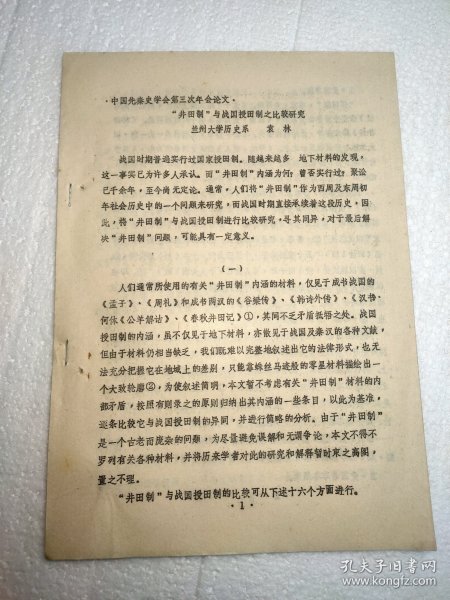 ·中国先秦史学会第三次年会论文·
“井田制”与战国授田制之比较研究
兰州大学历史系 袁林
战国时期普遍实行过国家授田制。随越来越多 地下材料的发现，
这一事实已为许多人承认。而“井田制”内涵为何；曾否实行过；聚讼
已千余年，至今尚无定论。通常，人们将“井田制”作为西周及东周初
年社会历史中的一个问题来研究，而战国时期直接承续着这段历史。因
此，将“井田制”与战国授田制进行比较研究，寻其同异，对于最后解
决“井田制”问题，可能具有一定意义。
（一）
人们通常所使用的有关“井田制”内涵的材料，仅见于成书战国的
《孟子》、《周礼》和成书两汉的《谷梁传》、《韩诗外传》、《汉书·
何休《公羊解诂》、《春秋井田记》①，其间不乏矛盾抵牾之处。战国
授田制的内涵，虽不仅见于地下材料，亦散见于战国及秦汉的各种文献，
但由于材料仍相当缺乏，我们既难以完整地叙述出它的法律形式，也无
法充分把握它在地域上的差别，只能靠蛛丝马迹般的零星材料描绘出一
个大致轮廓②，为使叙述简明，本文暂不考虑有关“井田制”材料的内
部矛盾，按照有则录之的原则归纳出其内涵的一些条目，以此为基准，
逐条比较它与战国授田制的异同，并进行简略的分析。由于“井田制”
是一个古老而庞杂的问题，为尽量避免误解和无谓争论，本文不得不
罗列有关各种材料，并将历来学者对此的研究和解释暂时束之高阁，
置之不理。
“井田制”与战国授田制的比较可从下述十六个方面进行。
·1·
孔夫子旧书网
www.kongfz.com